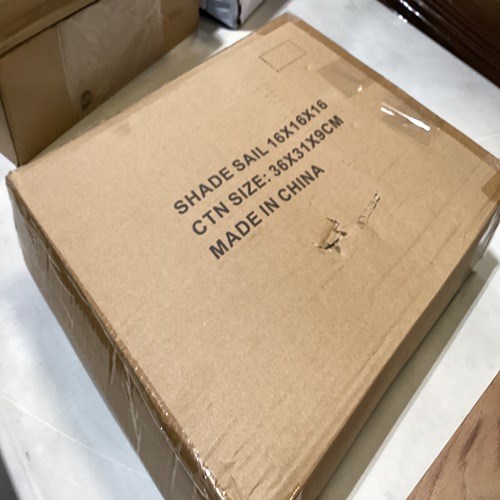 SHADE SAIL 16X16X16
CTN SIZE: 36X31X9CM
MADE IN CHINA